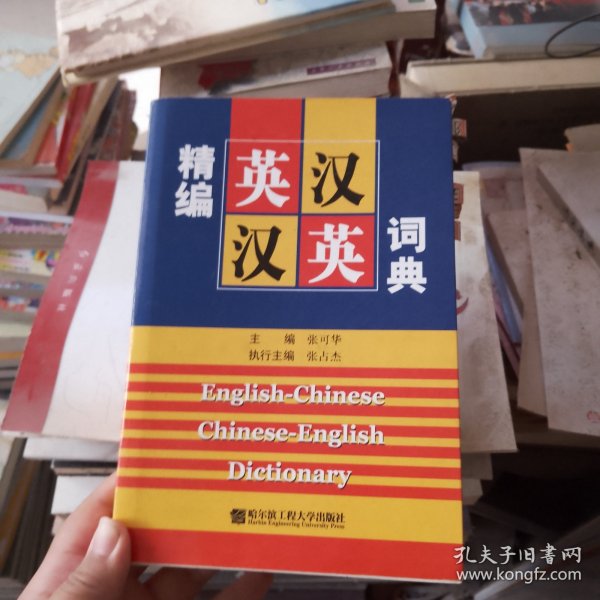 精编
英汉
汉英
词典
主 编 张可华
执行主编 张占杰
English-Chinese
Chinese-English
Dictionary
哈尔滨工程大学出版社
Harbin Engineering University Press
孔夫子旧书网
www.kongfz.com